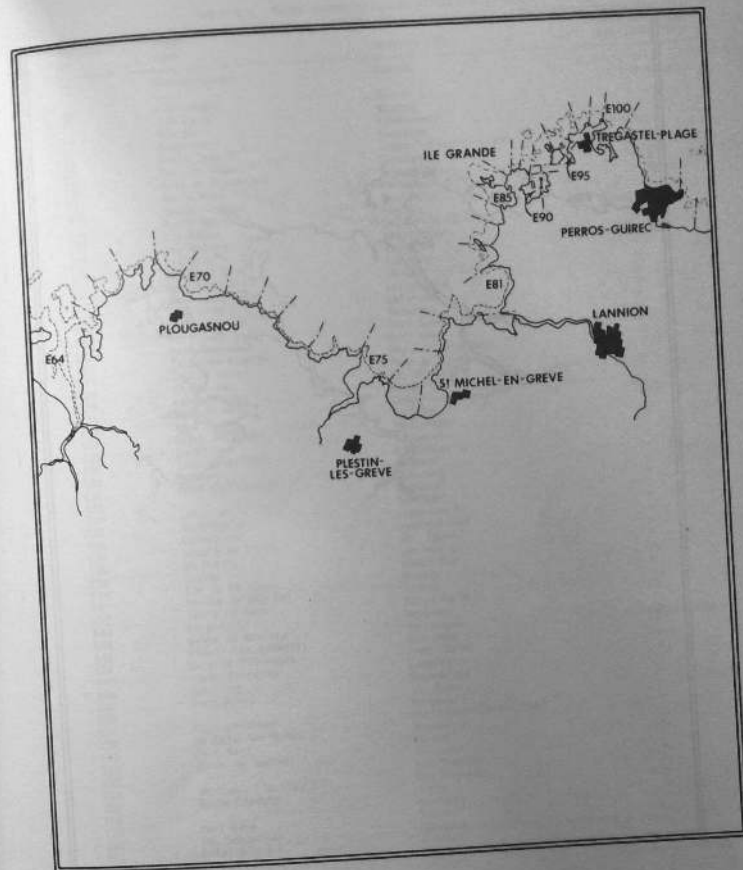 E100
TREGASTEL-PLAGE
ILE GRANDE
E95
E85
E90
PERROS-GUIREC
E70
E81
PLOUGASNOU
LANNION
E64
E75
St MICHEL-EN-GREVE
PLESTIN-
LES-GREVE